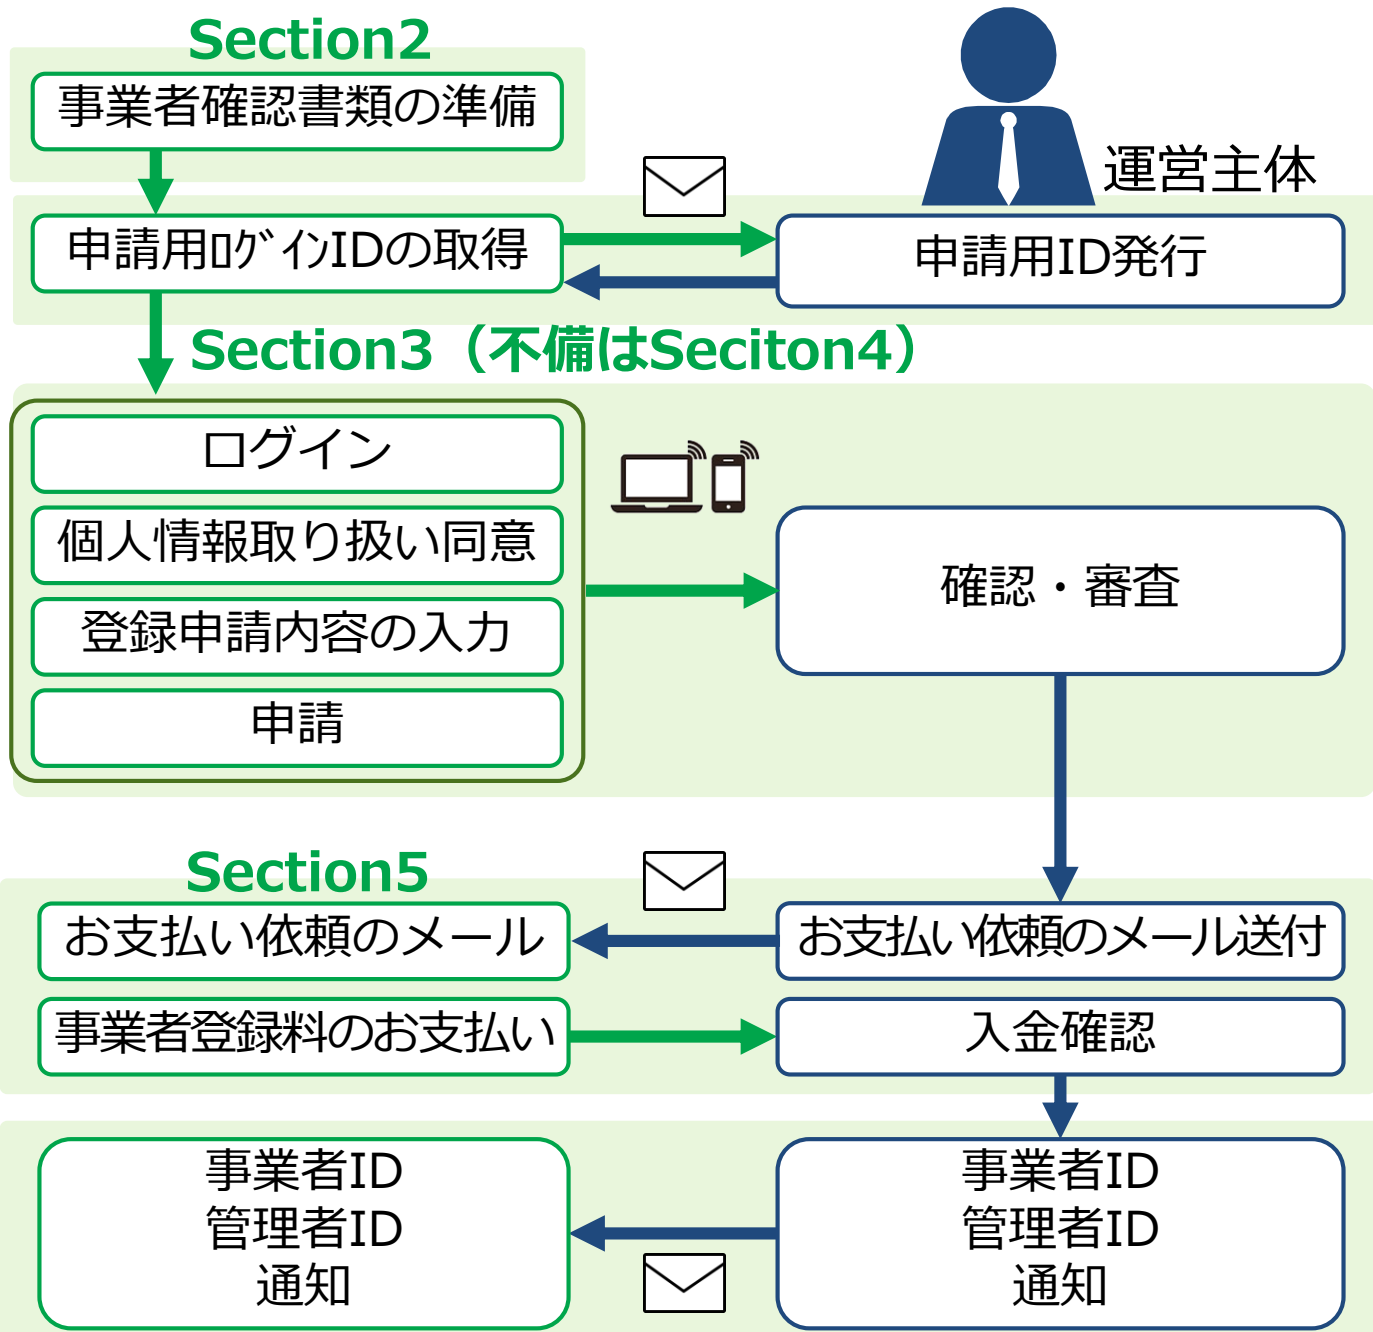 Section2
事業者確認書類の準備
運営主体
申請用ﾛｸﾞｲﾝIDの取得
申請用ID発行
Section3（不備はSeciton4）
ログイン
個人情報取り扱い同意
登録申請内容の入力
申請
確認・審査
Section5
お支払い依頼のメール
お支払い依頼のメール送付
事業者登録料のお支払い
入金確認
事業者ID
管理者ID
通知
事業者ID
管理者ID
通知